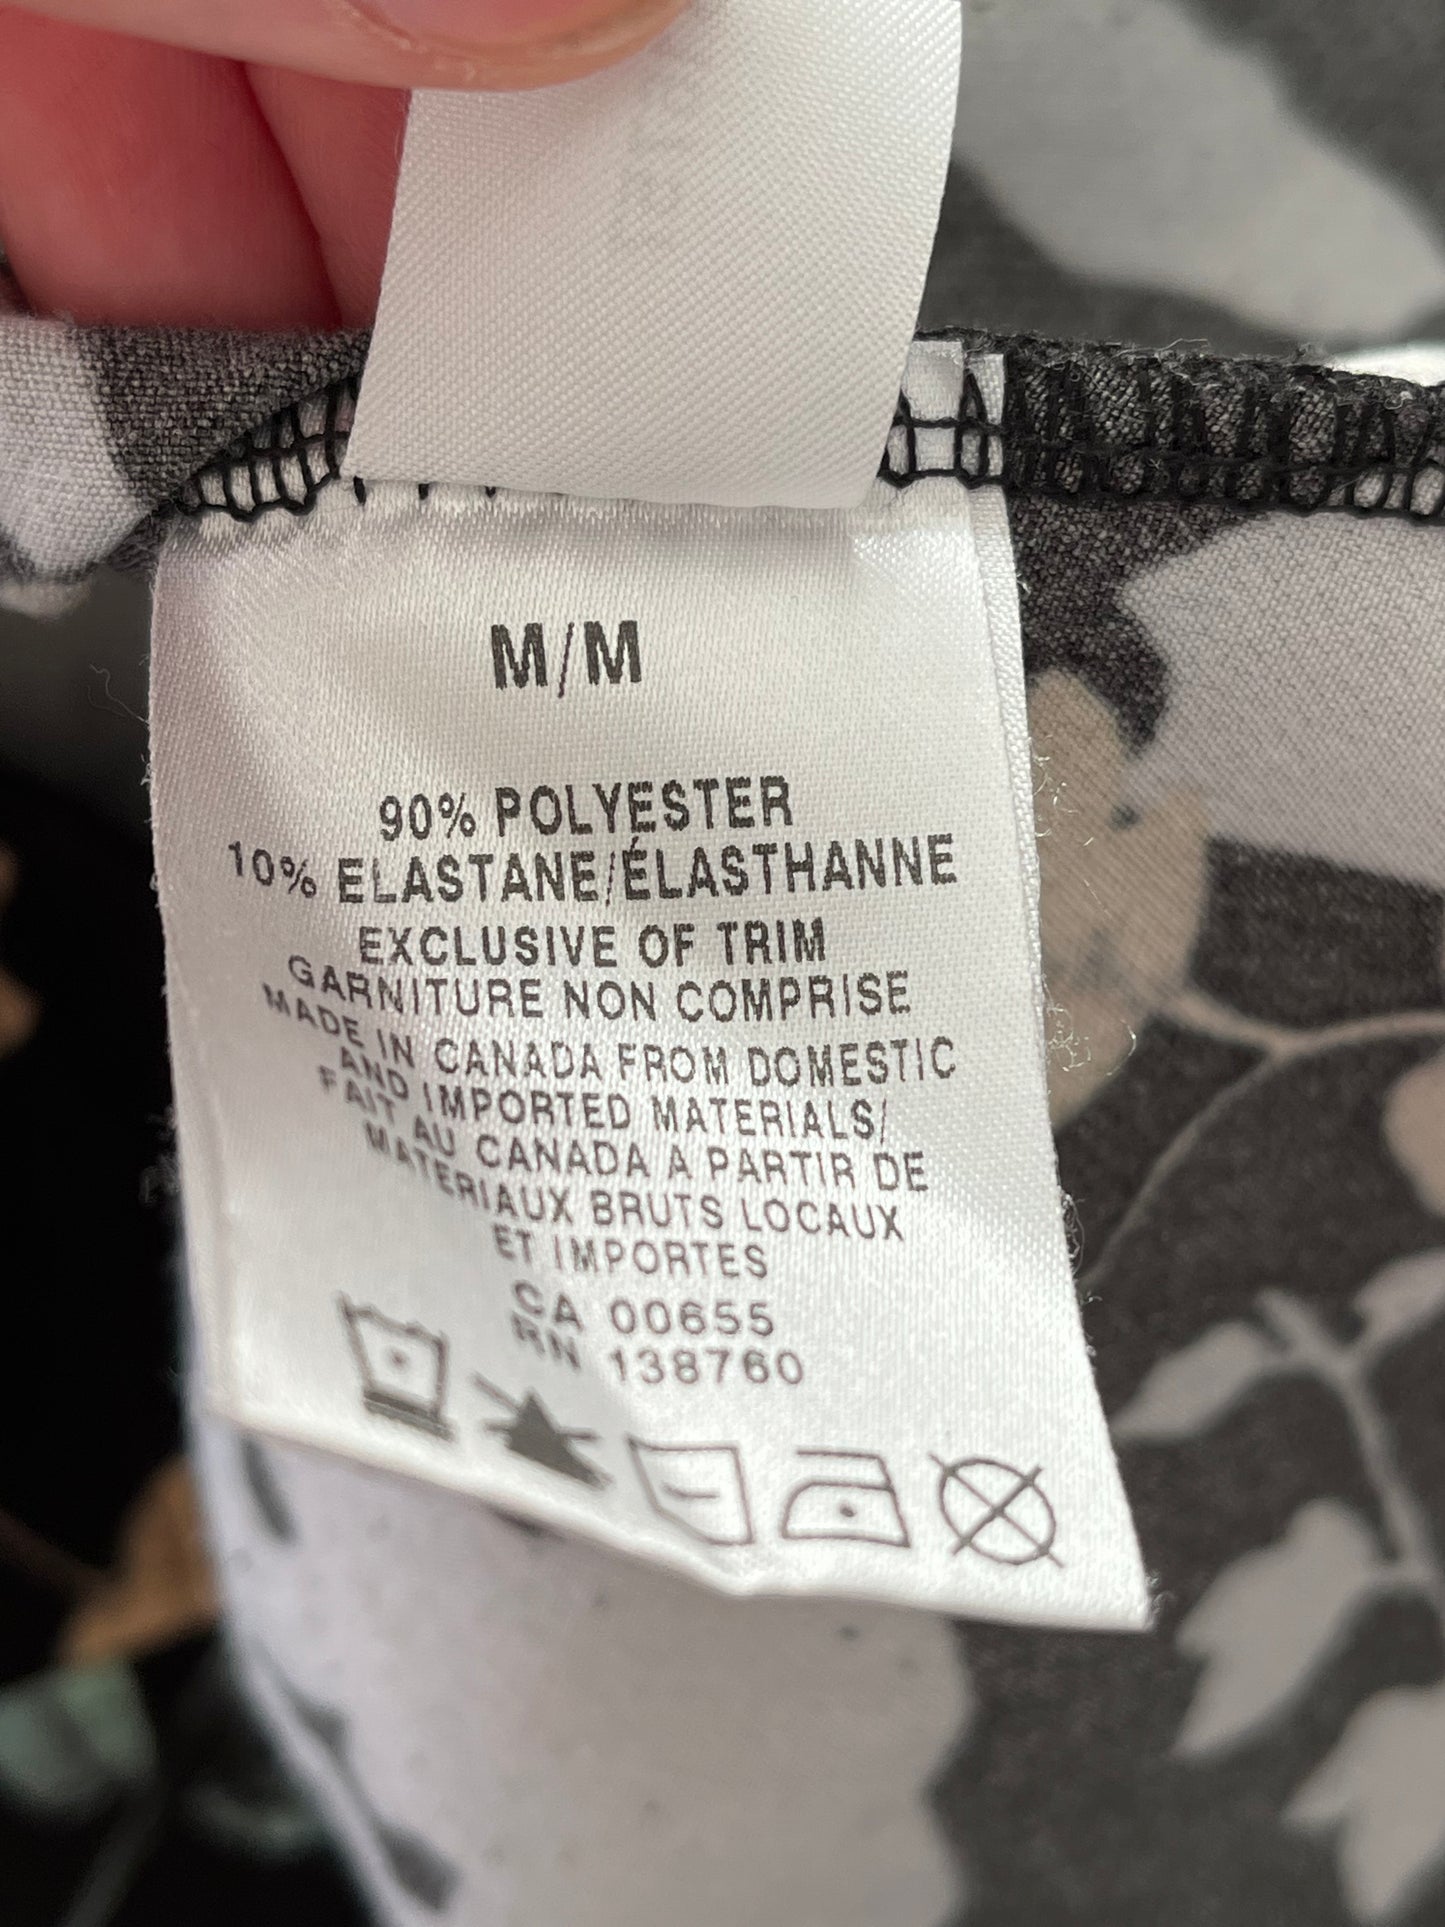 M/M
90% POLYESTER
10% ELASTANE/ÉLASTHANNE
EXCLUSIVE OF TRIM
GARNITURE NON COMPRISE
MADE IN CANADA FROM DOMESTIC
AND IMPORTED MATERIALS/
FAIT AU CANADA A PARTIR DE
MATERIAUX BRUTS LOCAUX
ET IMPORTES
CA 00655
RN 138760